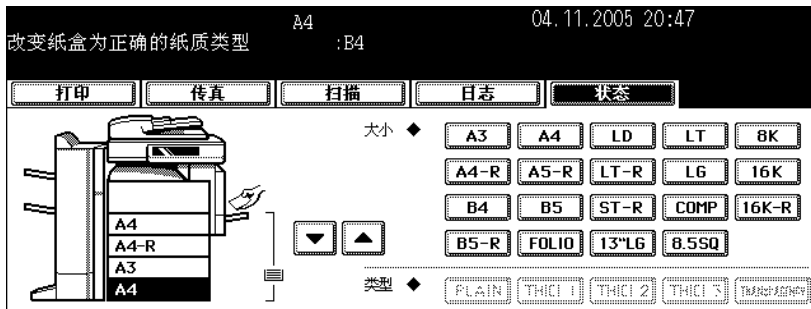 A4 04.11.2005 20:47
改变纸盒为正确的纸质类型 :B4
打印 传真 扫描 日志 状态
大小 ◆ A3 A4 LD LT 8K
A4-R A5-R LT-R LG 16K
B4 B5 ST-R COMP 16K-R
B5-R FOLIO 13"LG 8.5SQ
A4
A4-R
A3
A4
类型 ◆ PLAIN THICK 1 THICK 2 THICK 3